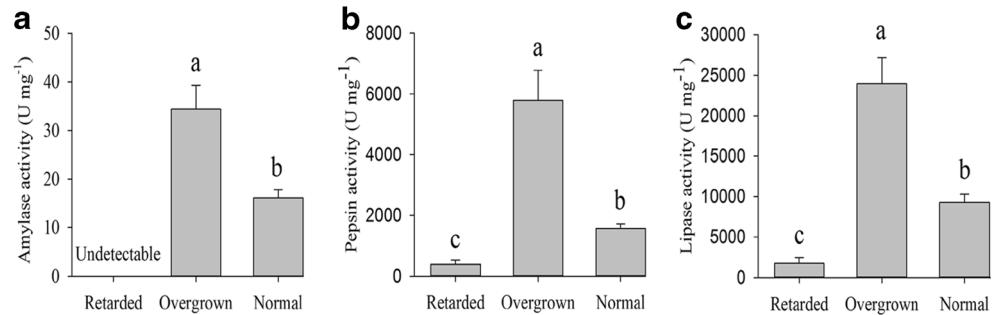 a
Amylase activity (U mg⁻¹)
50
40
30
20
10
0
a
b
Undetectable
Retarded Overgrown Normal
b
Pepsin activity (U mg⁻¹)
8000
6000
4000
2000
0
c
a
b
Retarded Overgrown Normal
c
Lipase activity (U mg⁻¹)
30000
25000
20000
15000
10000
5000
0
c
a
b
Retarded Overgrown Normal